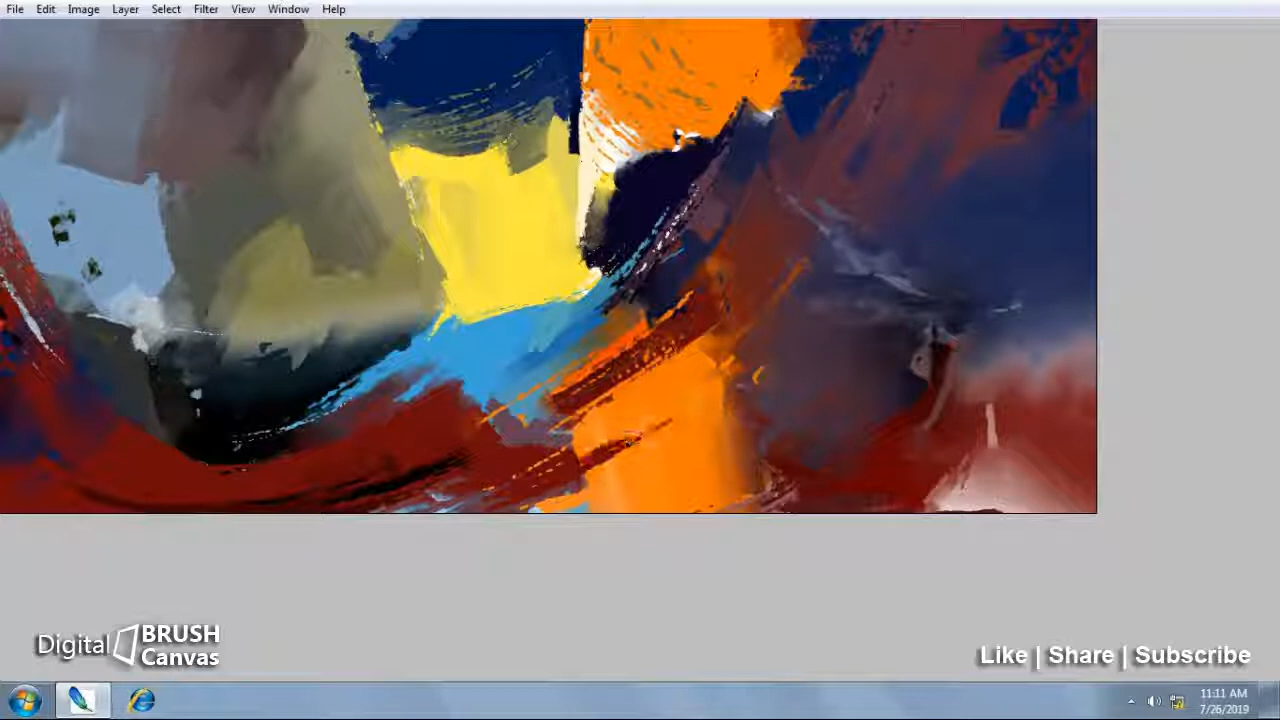 File Edit Image Layer Select Filter View Window Help
Digital BRUSH Canvas
Like | Share | Subscribe
11:11 AM
7/26/2019